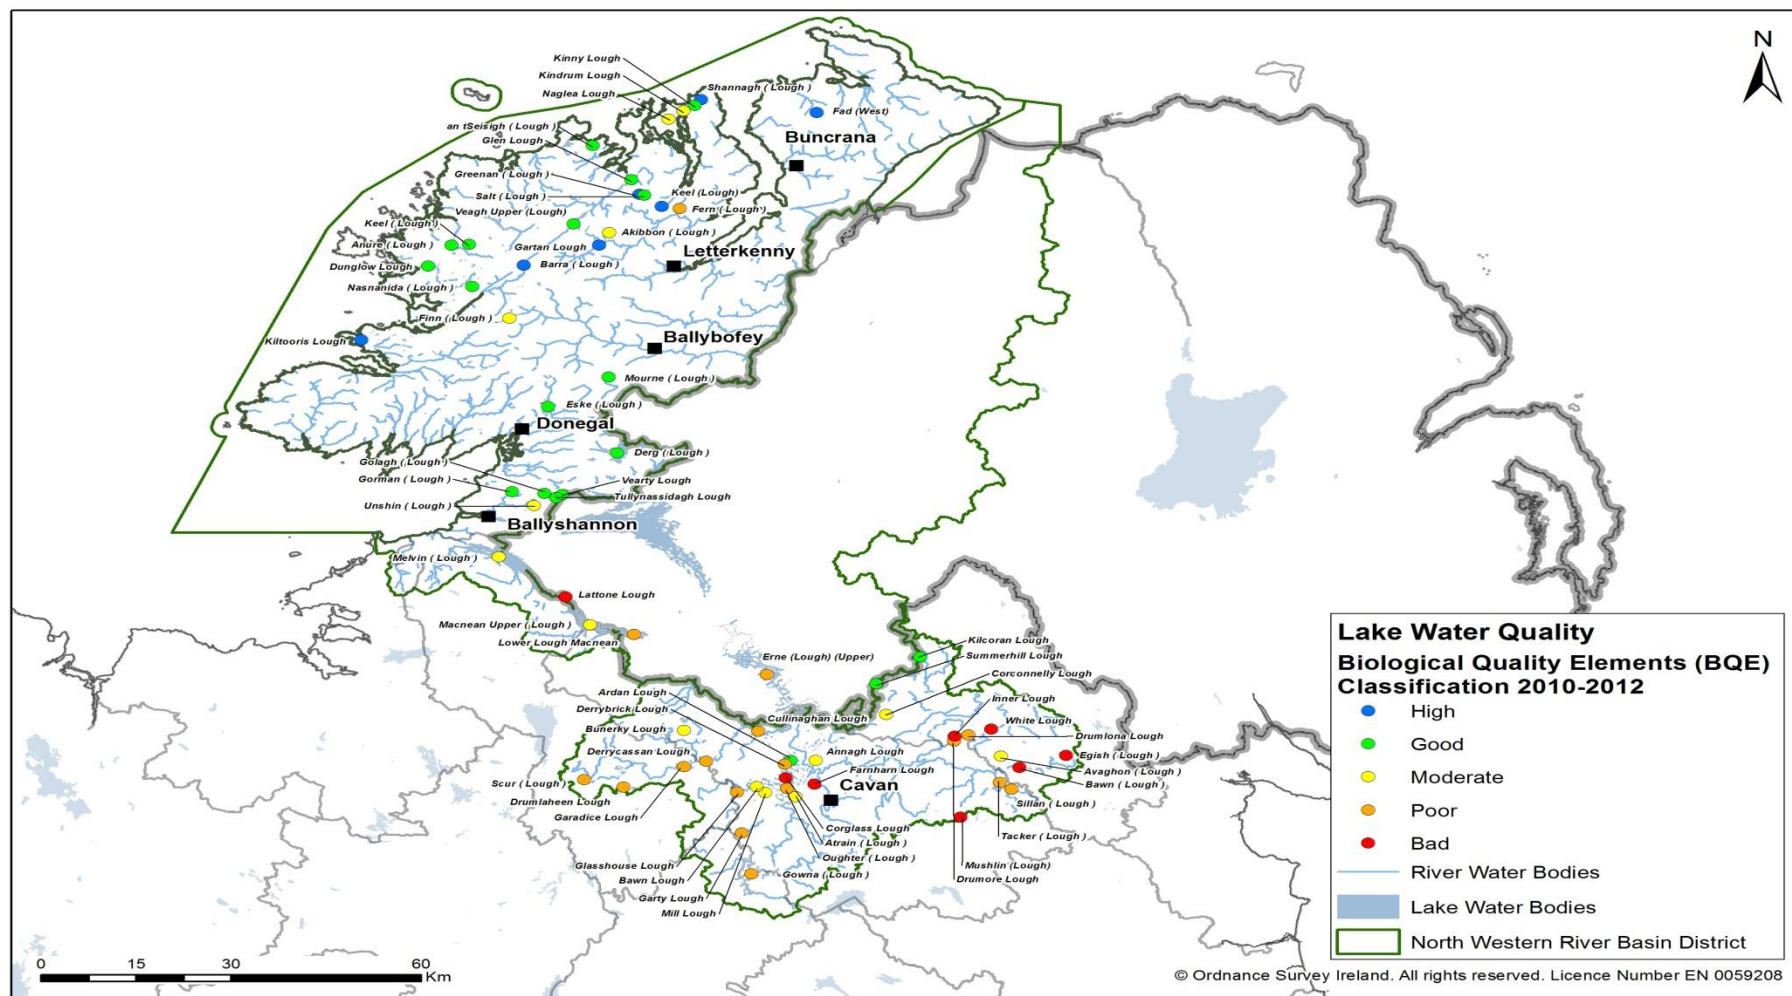 N
Kinny Lough
Kindrum Lough
Naglea Lough
Shannagh ( Lough )
Fad (West)
an tSeisigh ( Lough )
Glen Lough
Buncrana
Greenan ( Lough )
Salt ( Lough )
Keel (Lough)
Veagh Upper (Lough)
Fern ( Lough )
Keel ( Lough )
Akibbon ( Lough )
Anure ( Lough )
Gartan Lough
Letterkenny
Dunglow Lough
Barra ( Lough )
Nasnanida ( Lough )
Finn ( Lough )
Kiltooris Lough
Ballybofey
Mourne ( Lough )
Eske ( Lough )
Donegal
Derg ( Lough )
Golagh ( Lough )
Gorman ( Lough )
Vearty Lough
Tullynassidagh Lough
Unshin ( Lough )
Ballyshannon
Melvin ( Lough )
Lattone Lough
Macnean Upper ( Lough )
Lower Lough Macnean
Kilcoran Lough
Summerhill Lough
Erne (Lough) (Upper)
Corconnelly Lough
Ardan Lough
Inner Lough
Derrybrick Lough
Cullinaghan Lough
White Lough
Bunerky Lough
Drumlona Lough
Derrycassan Lough
Annagh Lough
Egish ( Lough )
Farnharn Lough
Avaghon ( Lough )
Scur ( Lough )
Cavan
Bawn ( Lough )
Drumlaheen Lough
Sillan ( Lough )
Garadice Lough
Corglass Lough
Tacker ( Lough )
Atrain ( Lough )
Oughter ( Lough )
Glasshouse Lough
Gowna ( Lough )
Mushlin (Lough)
Bawn Lough
Drumore Lough
Garty Lough
Mill Lough
Lake Water Quality
Biological Quality Elements (BQE)
Classification 2010-2012
High
Good
Moderate
Poor
Bad
River Water Bodies
Lake Water Bodies
North Western River Basin District
0 15 30 60
Km
© Ordnance Survey Ireland. All rights reserved. Licence Number EN 0059208